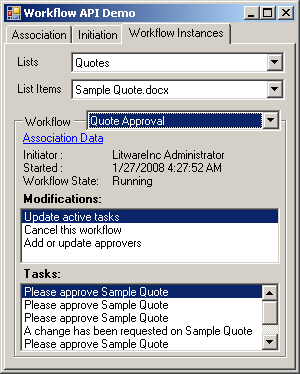 Workflow API Demo
Association Initiation Workflow Instances
Lists Quotes
List Items Sample Quote.docx
Workflow Quote Approval
Association Data
Initiator : LitwareInc Administrator
Started : 1/27/2008 4:27:52 AM
Workflow State: Running
Modifications:
Update active tasks
Cancel this workflow
Add or update approvers
Tasks:
Please approve Sample Quote
Please approve Sample Quote
Please approve Sample Quote
A change has been requested on Sample Quote
Please approve Sample Quote